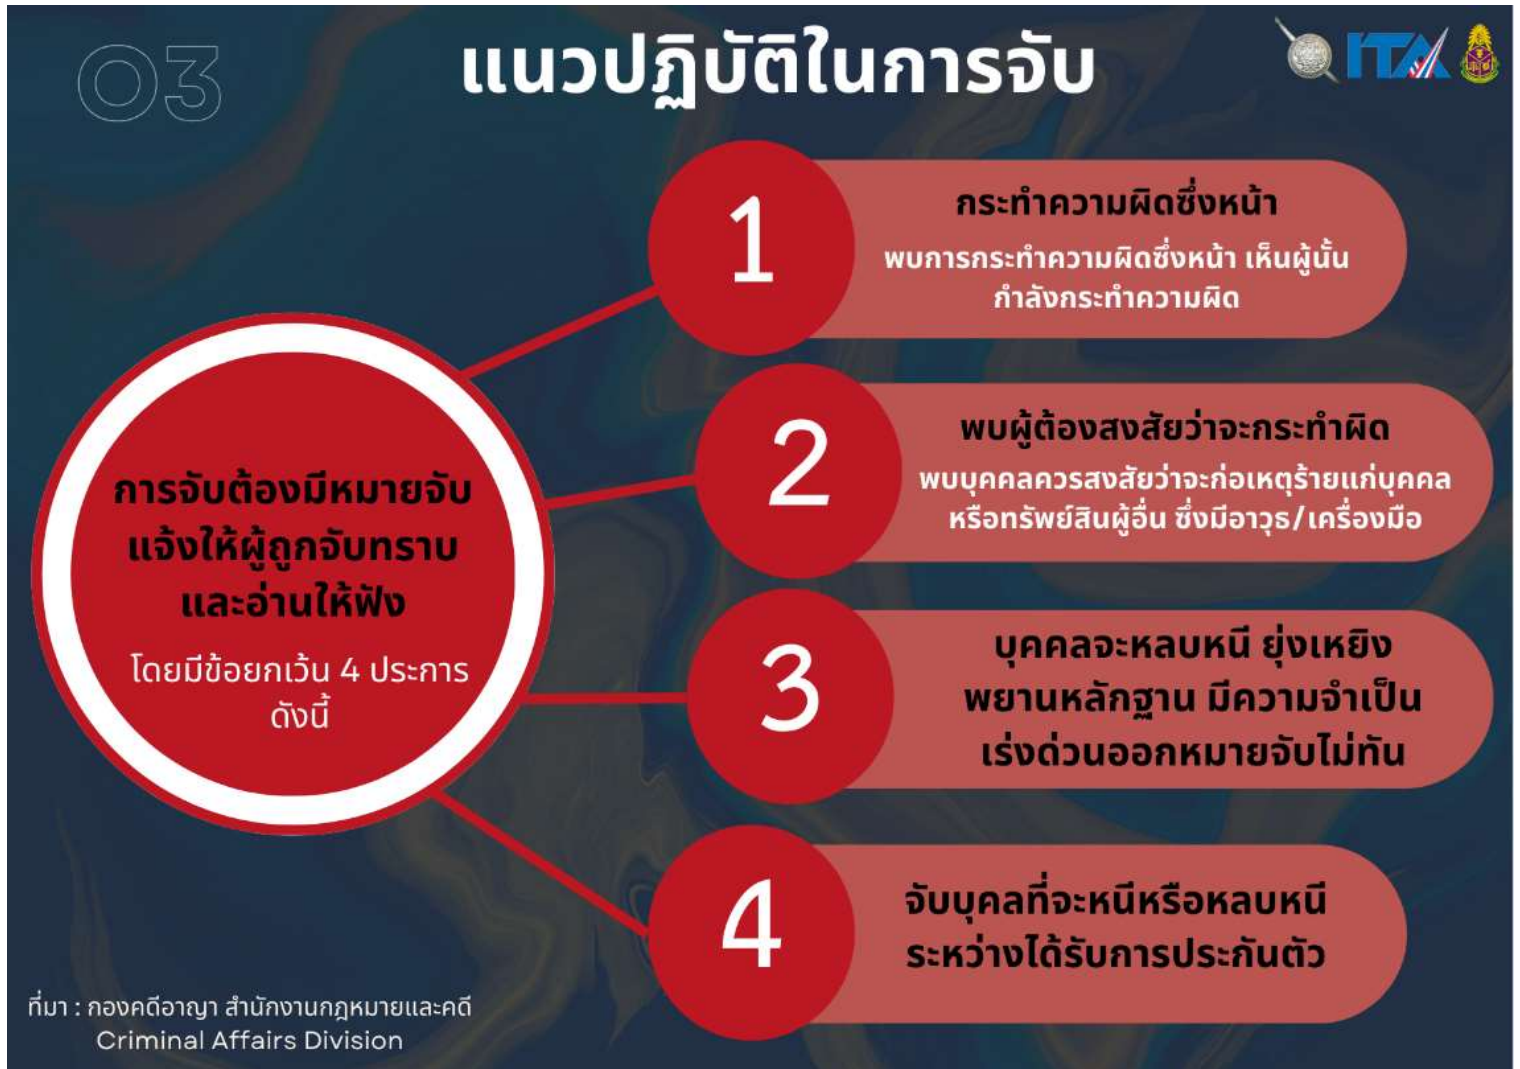 03
แนวปฏิบัติในการจับ
ITA
การจับต้องมีหมายจับ
แจ้งให้ผู้ถูกจับทราบ
และอ่านให้ฟัง
โดยมีข้อยกเว้น 4 ประการ
ดังนี้
1
กระทำความผิดซึ่งหน้า
พบการกระทำความผิดซึ่งหน้า เห็นผู้นั้น
กำลังกระทำความผิด
2
พบผู้ต้องสงสัยว่าจะกระทำผิด
พบบุคคลควรสงสัยว่าจะก่อเหตุร้ายแก่บุคคล
หรือทรัพย์สินผู้อื่น ซึ่งมีอาวุธ/เครื่องมือ
3
บุคคลจะหลบหนี ยุ่งเหยิง
พยานหลักฐาน มีความจำเป็น
เร่งด่วนออกหมายจับไม่ทัน
4
จับบุคลที่จะหนีหรือหลบหนี
ระหว่างได้รับการประกันตัว
ที่มา : กองคดีอาญา สำนักงานกฎหมายและคดี
Criminal Affairs Division